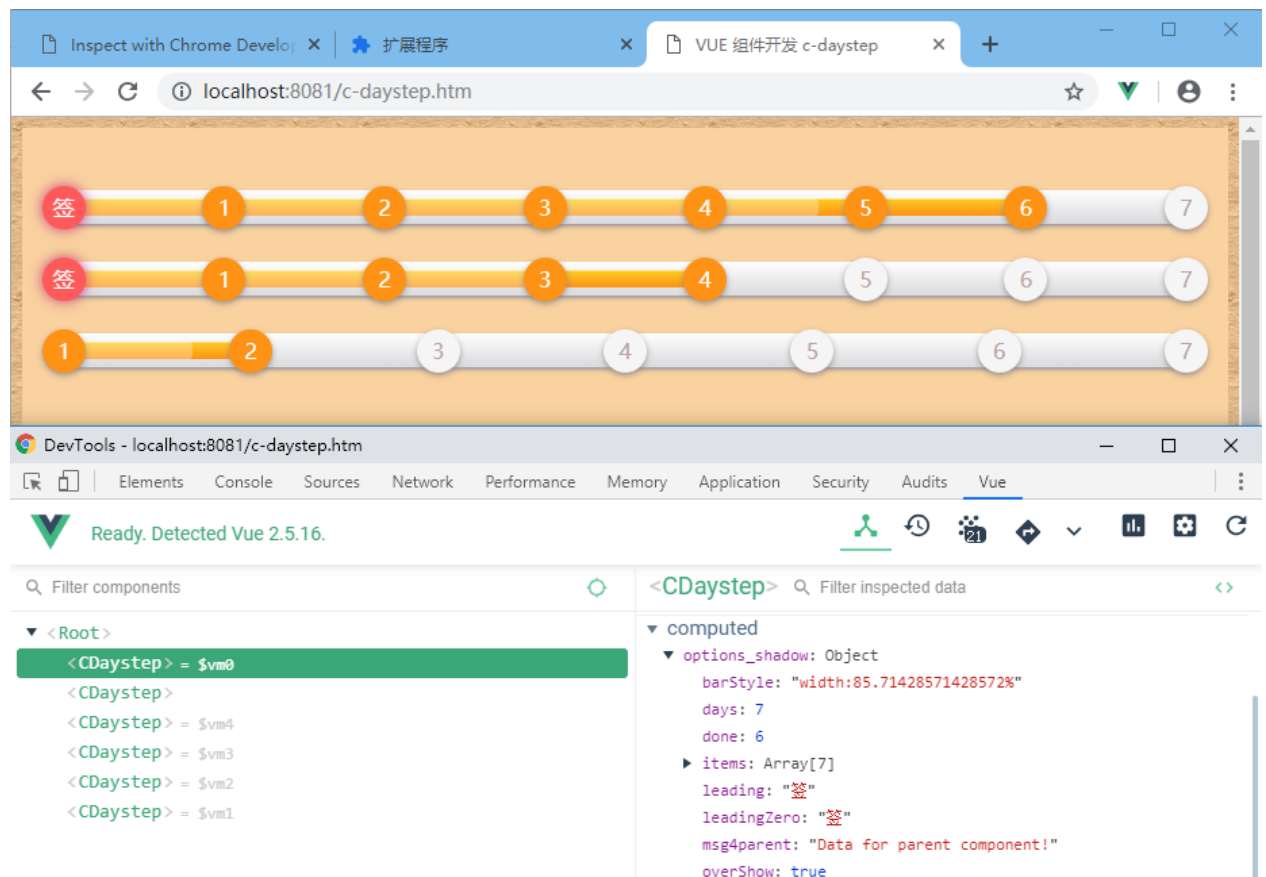 Inspect with Chrome Develop
扩展程序
VUE 组件开发 c-daystep
localhost:8081/c-daystep.htm
签 1 2 3 4 5 6 7
签 1 2 3 4 5 6 7
1 2 3 4 5 6 7
DevTools - localhost:8081/c-daystep.htm
Elements Console Sources Network Performance Memory Application Security Audits Vue
Ready. Detected Vue 2.5.16.
21
Filter components
<CDaystep> Filter inspected data
<Root>
<CDaystep> = $vm0
<CDaystep>
<CDaystep> = $vm4
<CDaystep> = $vm3
<CDaystep> = $vm2
<CDaystep> = $vm1
computed
options_shadow: Object
barStyle: "width:85.71428571428572%"
days: 7
done: 6
items: Array[7]
leading: "签"
leadingZero: "签"
msg4parent: "Data for parent component!"
overShow: true